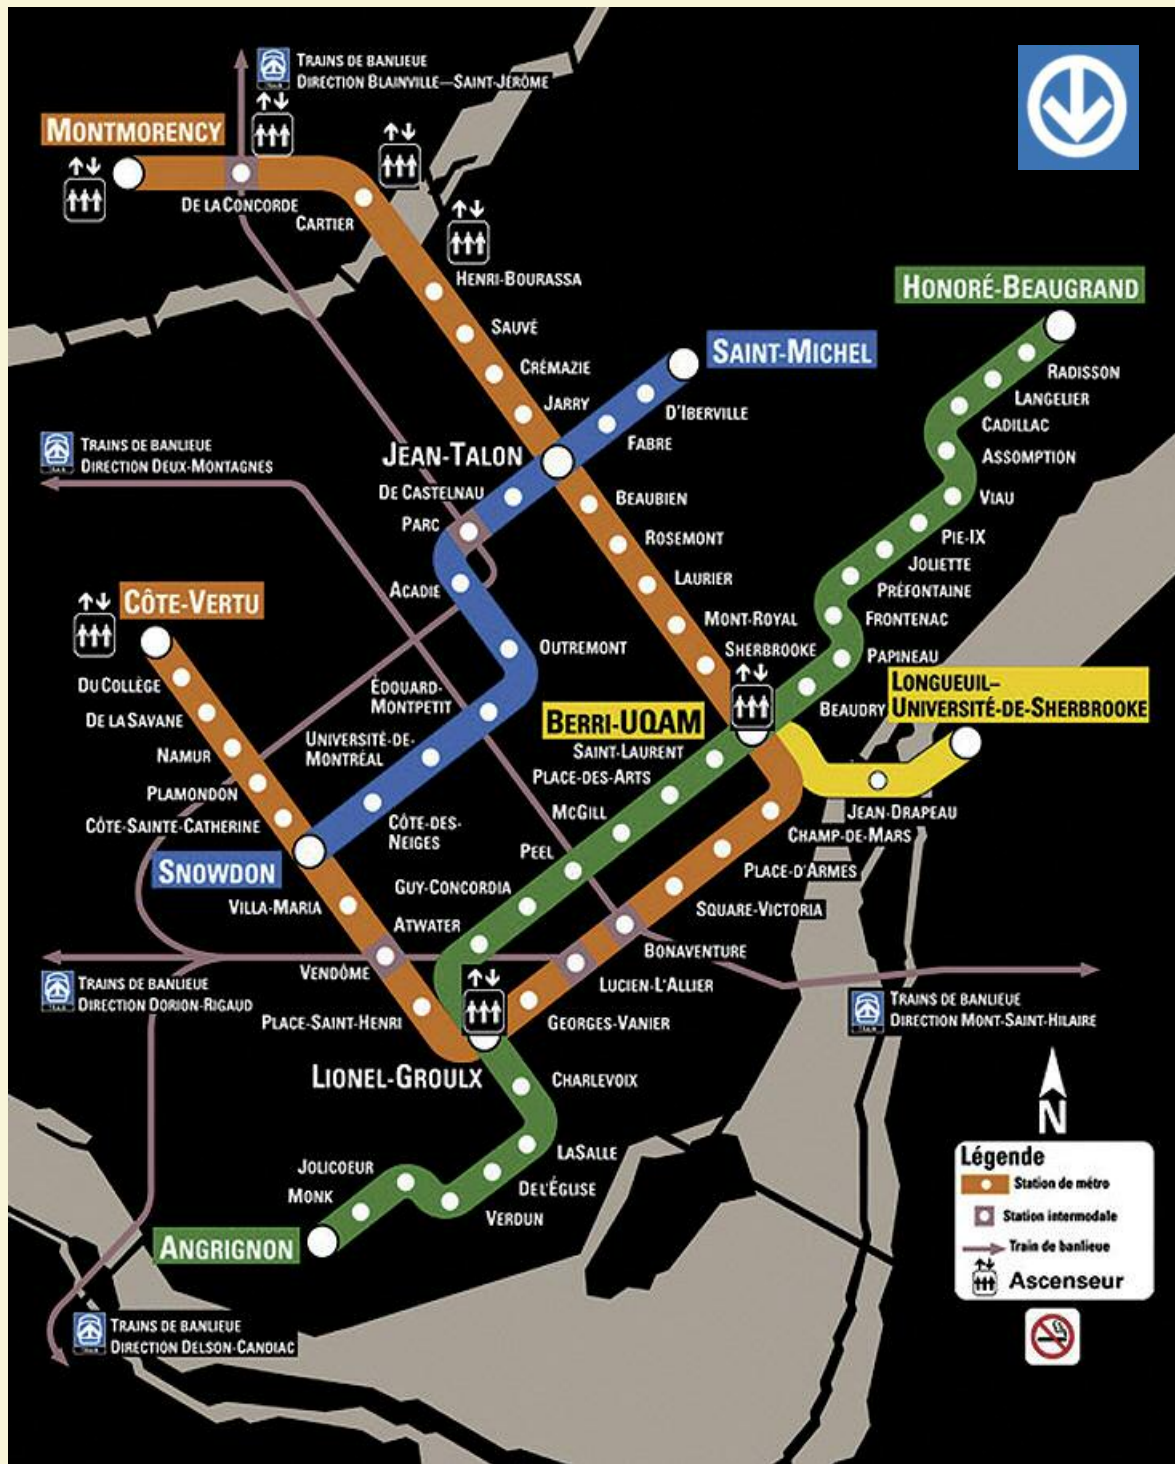 TRAINS DE BANLIEUE
DIRECTION BLAINVILLE—SAINT-JÉRÔME
MONTMORENCY
DE LA CONCORDE
CARTIER
HENRI-BOURASSA
SAUVÉ
CRÉMAZIE
JARRY
HONORÉ-BEAUGRAND
RADISSON
LANGELIER
CADILLAC
ASSOMPTION
VIAU
PIE-IX
JOLIETTE
PRÉFONTAINE
FRONTENAC
PAPINEAU
BEAUDRY
SAINT-MICHEL
D'IBERVILLE
FABRE
JEAN-TALON
DE CASTELNAU
PARC
ACADIE
OUTREMONT
ÉDOUARD-
MONTPETIT
UNIVERSITÉ-DE-
MONTRÉAL
CÔTE-DES-
NEIGES
TRAINS DE BANLIEUE
DIRECTION DEUX-MONTAGNES
BEAUBIEN
ROSEMONT
LAURIER
MONT-ROYAL
SHERBROOKE
CÔTE-VERTU
DU COLLÈGE
DE LA SAVANE
NAMUR
PLAMONDON
CÔTE-SAINTE-CATHERINE
SNOWDON
VILLA-MARIA
VENDÔME
PLACE-SAINT-HENRI
LONGUEUIL–
UNIVERSITÉ-DE-SHERBROOKE
BERRI-UQAM
JEAN-DRAPEAU
SAINT-LAURENT
PLACE-DES-ARTS
MCGILL
PEEL
GUY-CONCORDIA
ATWATER
CHAMP-DE-MARS
PLACE-D'ARMES
SQUARE-VICTORIA
BONAVENTURE
LUCIEN-L'ALLIER
GEORGES-VANIER
TRAINS DE BANLIEUE
DIRECTION DORION-RIGAUD
TRAINS DE BANLIEUE
DIRECTION MONT-SAINT-HILAIRE
LIONEL-GROULX
CHARLEVOIX
LASALLE
DE L'ÉGLISE
VERDUN
JOLICOEUR
MONK
ANGRIGNON
TRAINS DE BANLIEUE
DIRECTION DELSON-CANDIAC
N
Légende
Station de métro
Station intermodale
Train de banlieue
Ascenseur